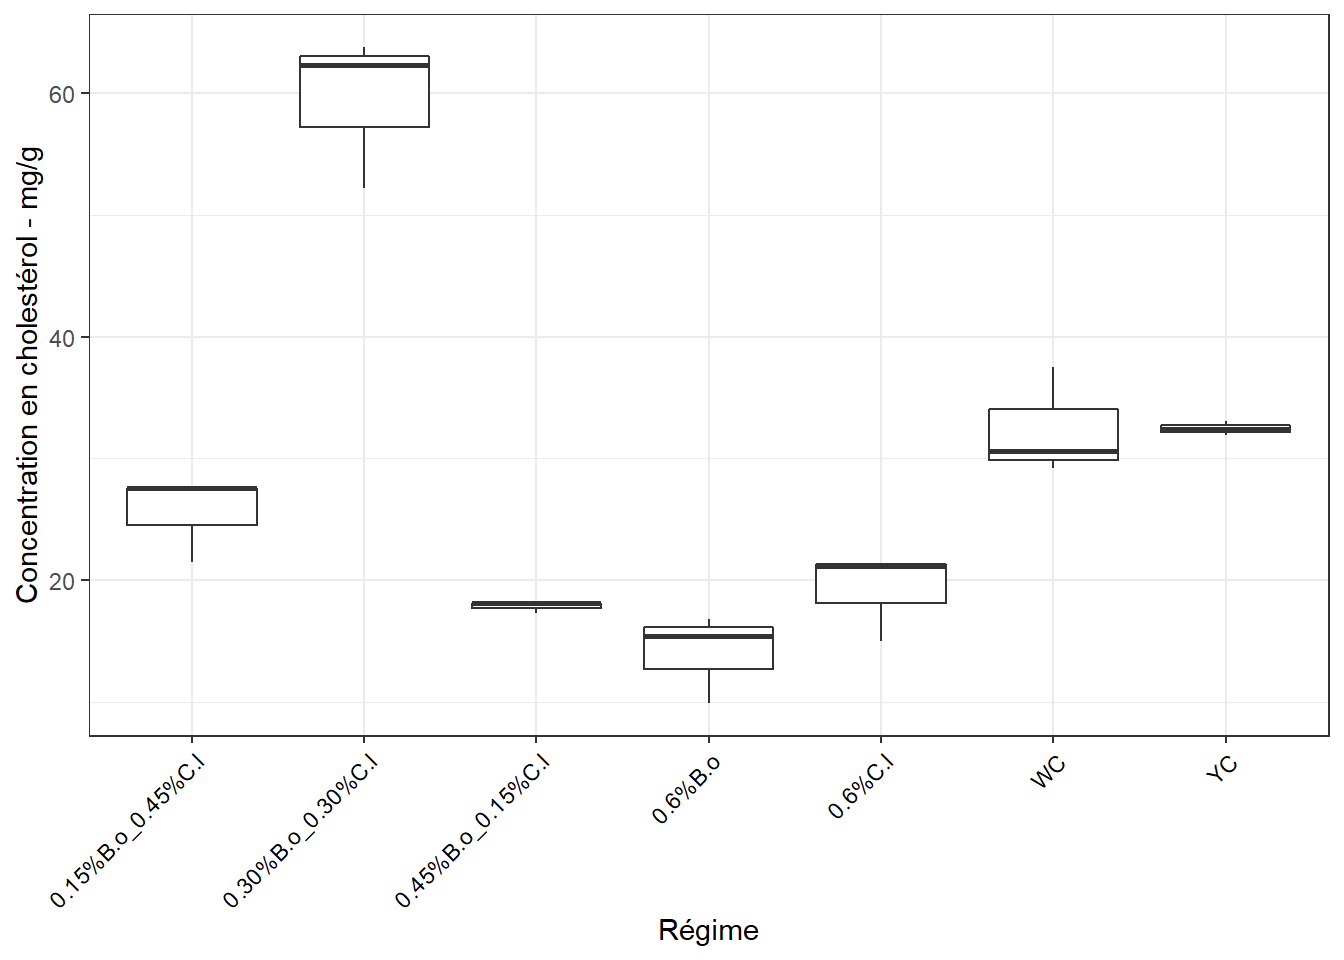 Concentration en cholestérol - mg/g
60
40
20
0.15%B.o_0.45%C.l
0.30%B.o_0.30%C.l
0.45%B.o_0.15%C.l
0.6%B.o
0.6%C.l
WC
YC
Régime